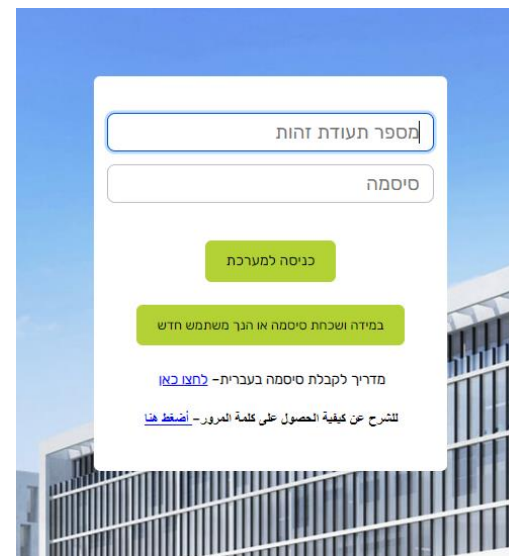 מספר תעודת זהות
סיסמה
כניסה למערכת
במידה ושכחת סיסמה או הנך משתמש חדש
מדריך לקבלת סיסמה בעברית- לחצו כאן
للشرح عن كيفية الحصول على كلمة المرور - أضغط هنا